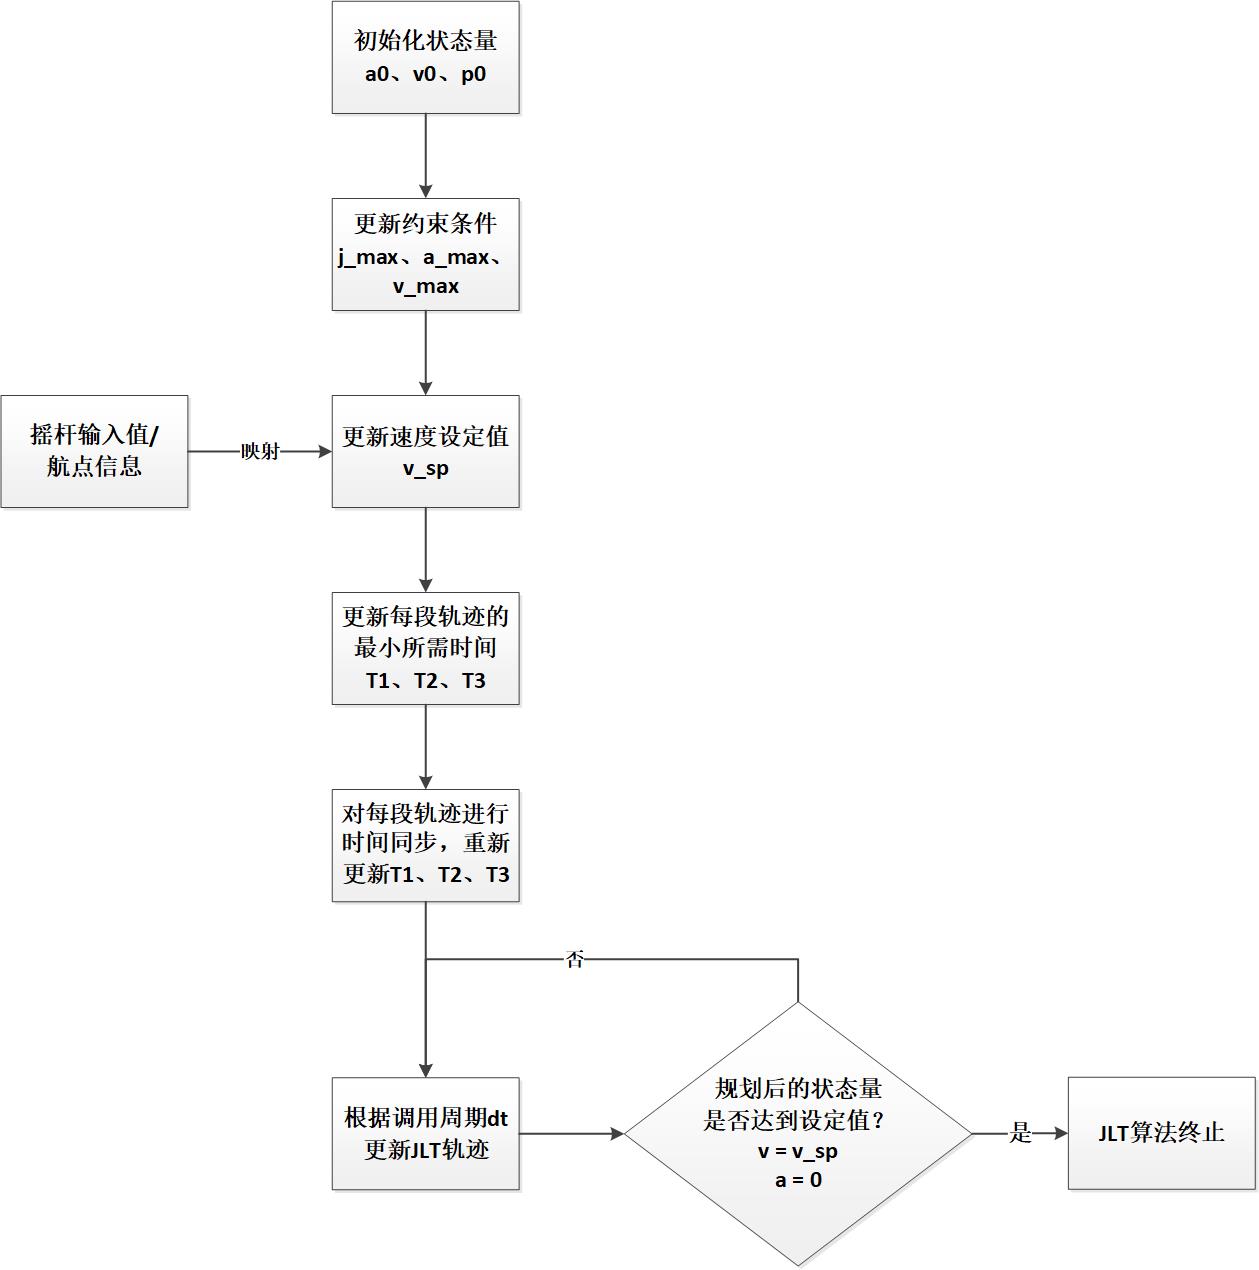 初始化状态量
a0、v0、p0
更新约束条件
j_max、a_max、
v_max
摇杆输入值/
航点信息
映射
更新速度设定值
v_sp
更新每段轨迹的
最小所需时间
T1、T2、T3
对每段轨迹进行
时间同步，重新
更新T1、T2、T3
否
根据调用周期dt
更新JLT轨迹
规划后的状态量
是否达到设定值？
v = v_sp
a = 0
是
JLT算法终止